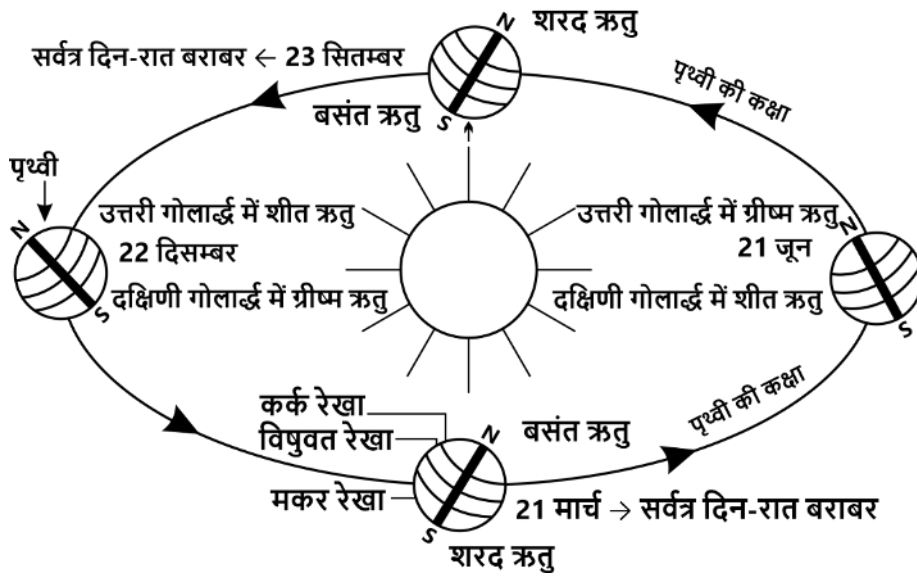 N
शरद ऋतु
सर्वत्र दिन-रात बराबर ← 23 सितम्बर
पृथ्वी की कक्षा
बसंत ऋतु
S
पृथ्वी
N
उत्तरी गोलार्द्ध में शीत ऋतु
22 दिसम्बर
दक्षिणी गोलार्द्ध में ग्रीष्म ऋतु
S
उत्तरी गोलार्द्ध में ग्रीष्म ऋतु
N
21 जून
दक्षिणी गोलार्द्ध में शीत ऋतु
S
पृथ्वी की कक्षा
कर्क रेखा
विषुवत रेखा
मकर रेखा
N
बसंत ऋतु
21 मार्च → सर्वत्र दिन-रात बराबर
S
शरद ऋतु